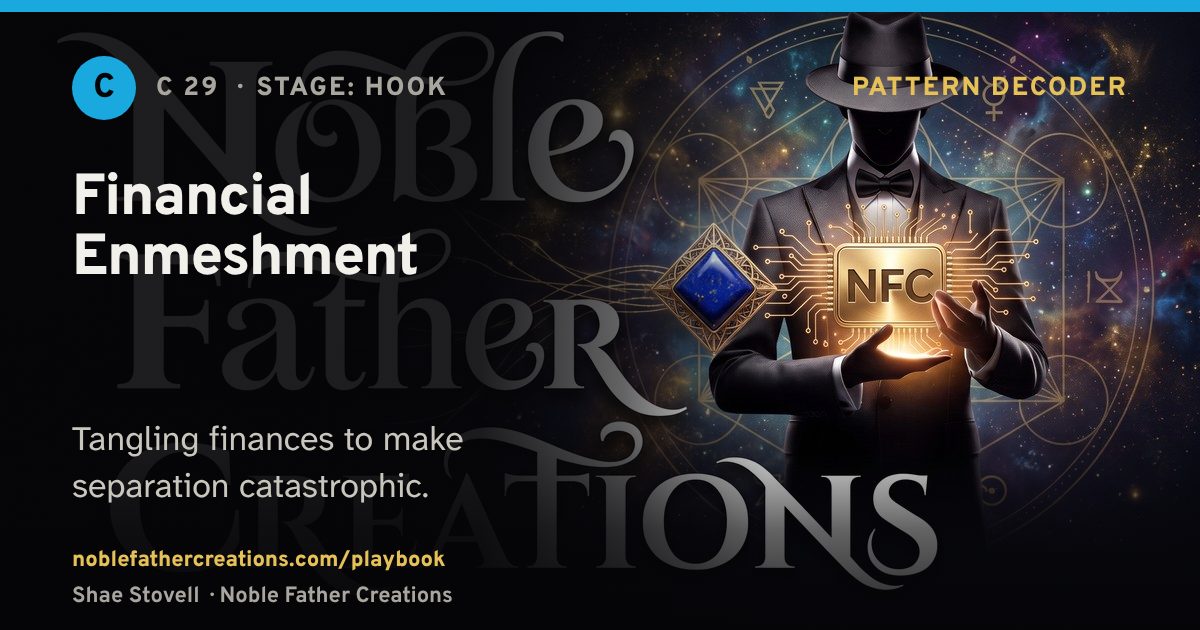 C
C 29 · STAGE: HOOK
PATTERN DECODER
Financial
Enmeshment
Tangling finances to make
separation catastrophic.
noblefathercreations.com/playbook
Shae Stovell · Noble Father Creations
Noble
Father
Creations
NFC